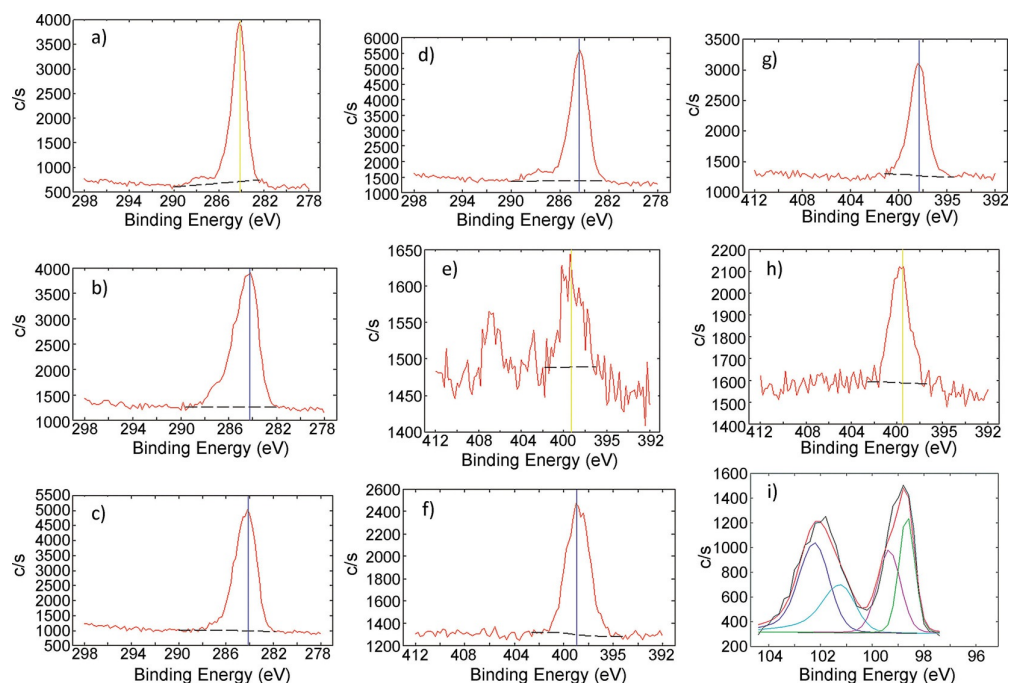 a)
4000
3500
3000
2500
2000
1500
1000
500
c/s
298 294 290 286 282 278
Binding Energy (eV)
d)
6000
5500
5000
4500
4000
3500
3000
2500
2000
1500
1000
c/s
298 294 290 286 282 278
Binding Energy (eV)
g)
3500
3000
2500
2000
1500
1000
c/s
412 408 404 400 395 392
Binding Energy (eV)
b)
4000
3000
2000
1000
c/s
298 294 290 286 282 278
Binding Energy (eV)
e)
1650
1600
1550
1500
1450
1400
c/s
412 408 404 400 395 392
Binding Energy (eV)
h)
2200
2100
2000
1900
1800
1700
1600
1500
1400
c/s
412 408 404 400 395 392
Binding Energy (eV)
c)
5500
5000
4500
4000
3500
3000
2500
2000
1500
1000
500
c/s
298 294 290 286 282 278
Binding Energy (eV)
f)
2600
2400
2200
2000
1800
1600
1400
1200
c/s
412 408 404 400 395 392
Binding Energy (eV)
i)
1600
1400
1200
1000
800
600
400
200
c/s
104 102 100 98 96
Binding Energy (eV)